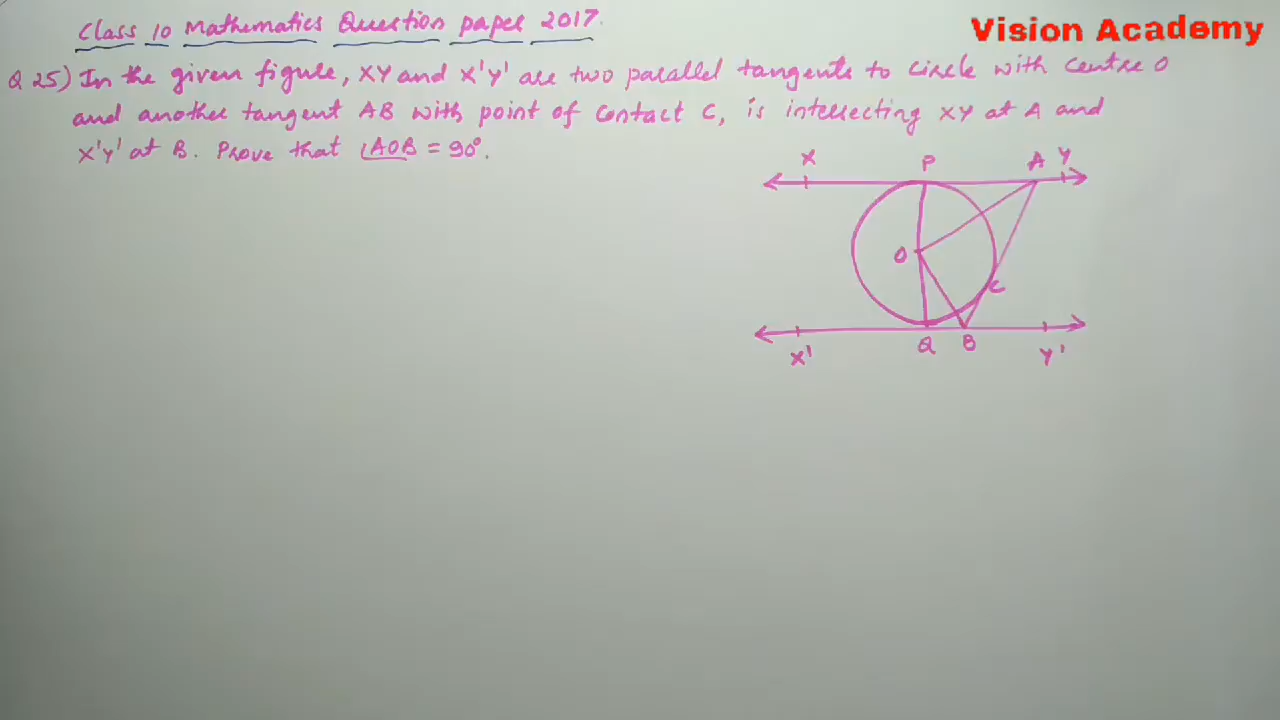 Class 10 Mathematics Question paper 2017.
Vision Academy
Q 25) In the given figure, XY and X'Y' are two parallel tangents to circle with centre O
and another tangent AB with point of contact C, is intersecting XY at A and
X'Y' at B. Prove that ∠AOB = 90°.
X P A Y
O
C
X' Q B Y'